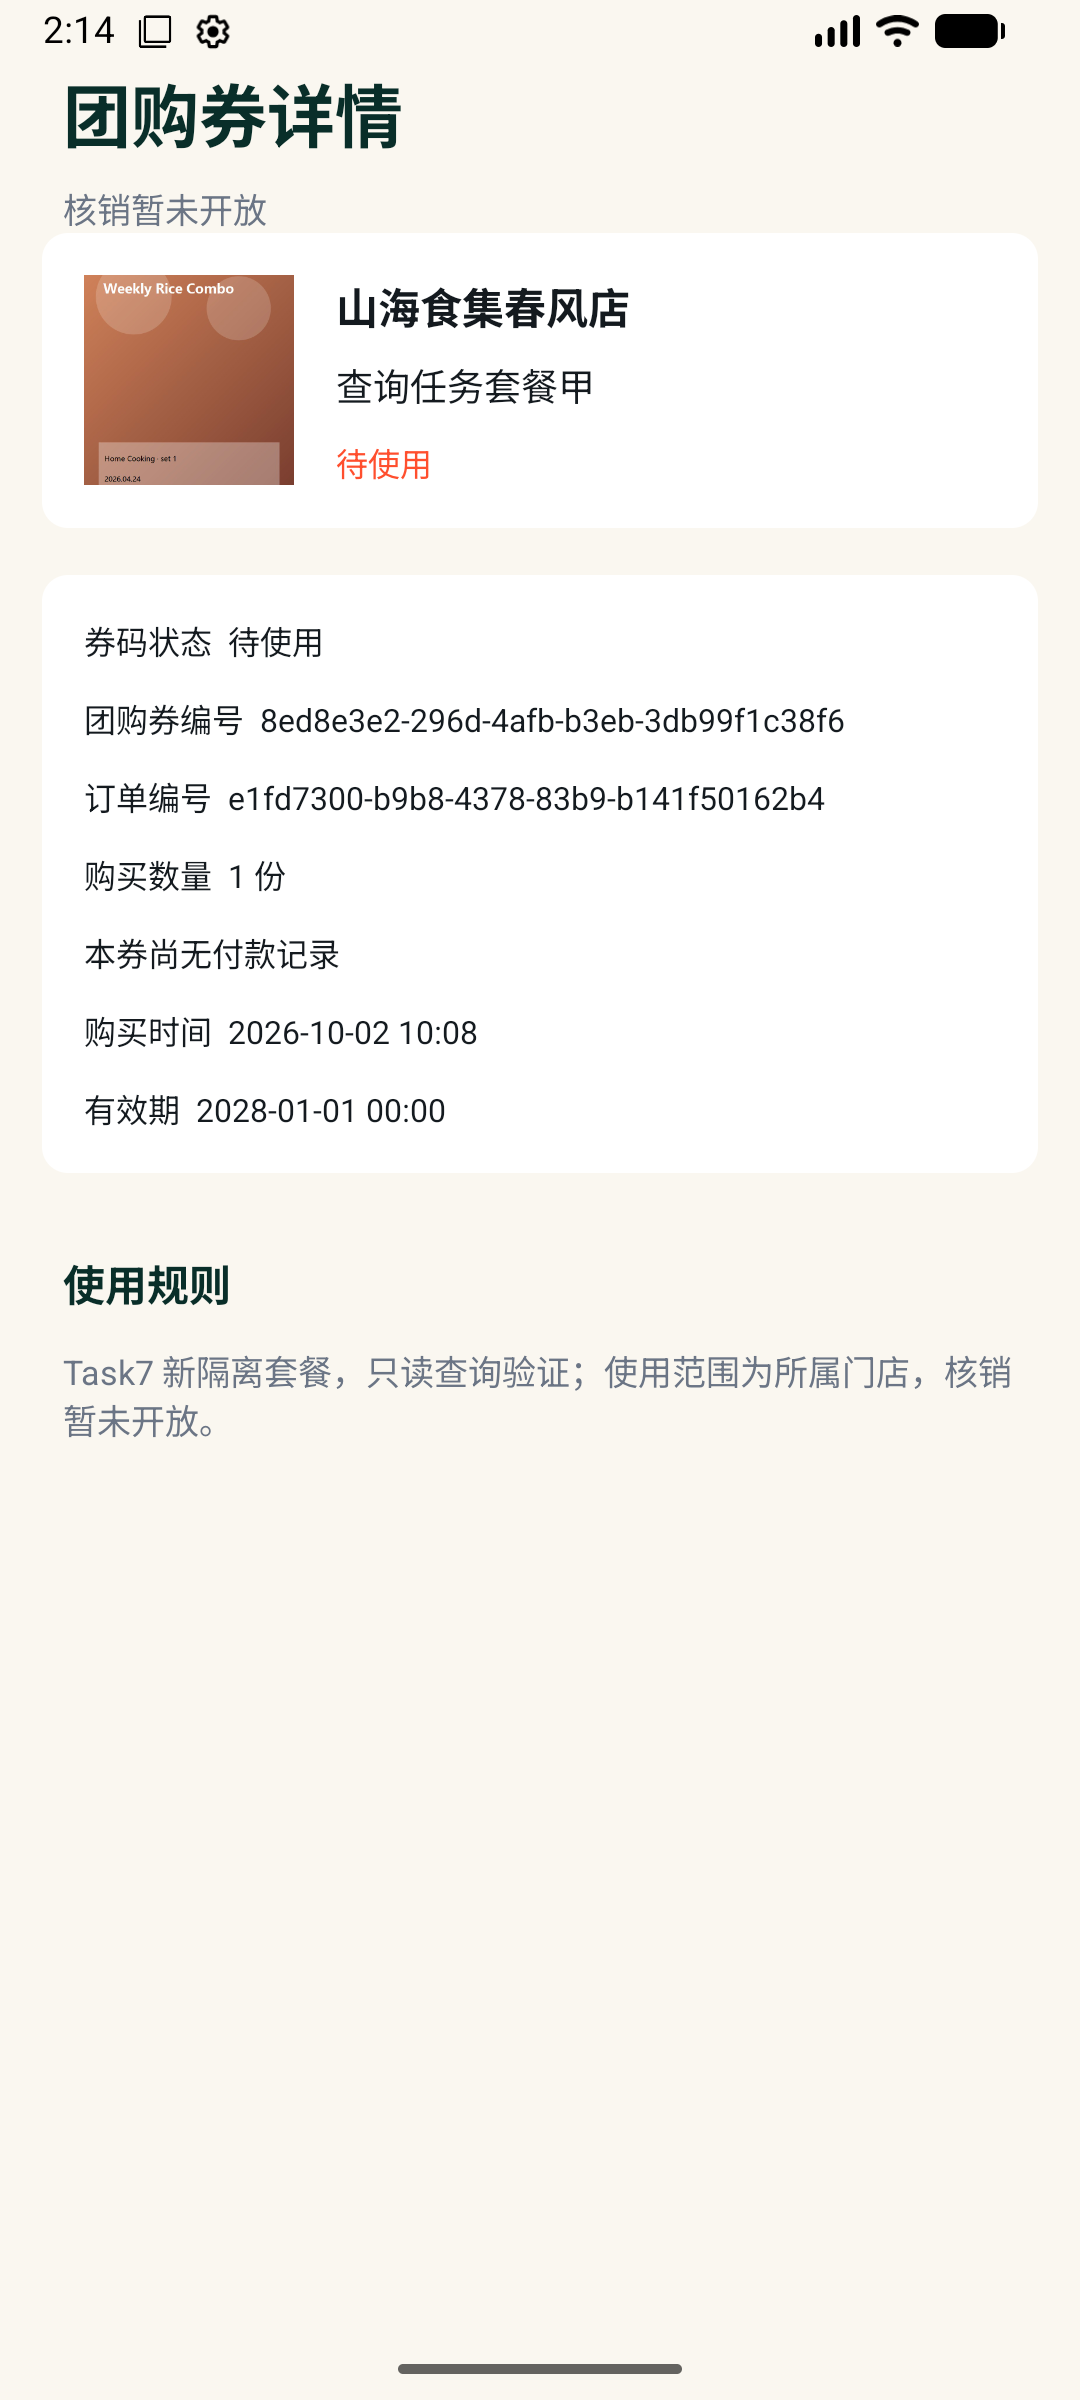 2:14
团购券详情
核销暂未开放
Weekly Rice Combo
Home Cooking · set 1
2026.04.24
山海食集春风店
查询任务套餐甲
待使用
券码状态 待使用
团购券编号 8ed8e3e2-296d-4afb-b3eb-3db99f1c38f6
订单编号 e1fd7300-b9b8-4378-83b9-b141f50162b4
购买数量 1 份
本券尚无付款记录
购买时间 2026-10-02 10:08
有效期 2028-01-01 00:00
使用规则
Task7 新隔离套餐，只读查询验证；使用范围为所属门店，核销
暂未开放。